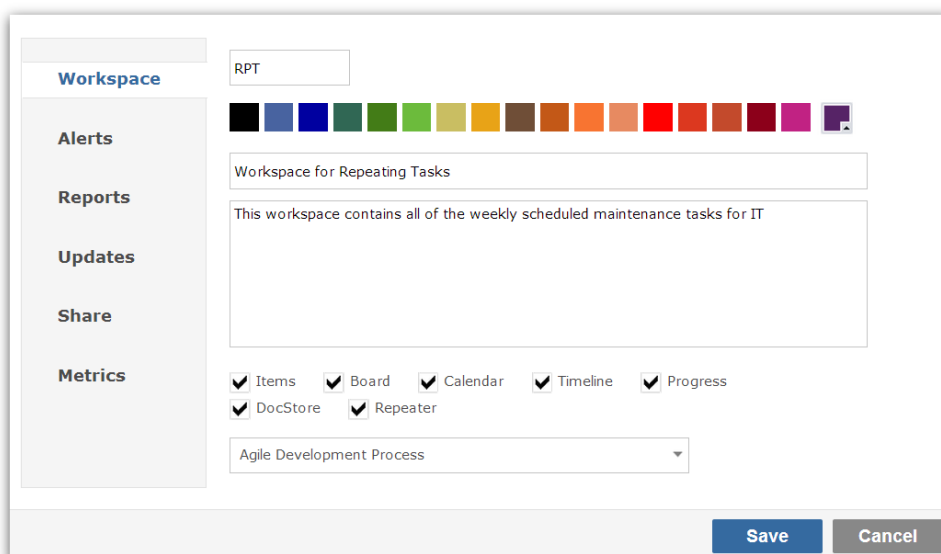 Workspace
Alerts
Reports
Updates
Share
Metrics
RPT
Workspace for Repeating Tasks
This workspace contains all of the weekly scheduled maintenance tasks for IT
Items Board Calendar Timeline Progress
DocStore Repeater
Agile Development Process
Save Cancel